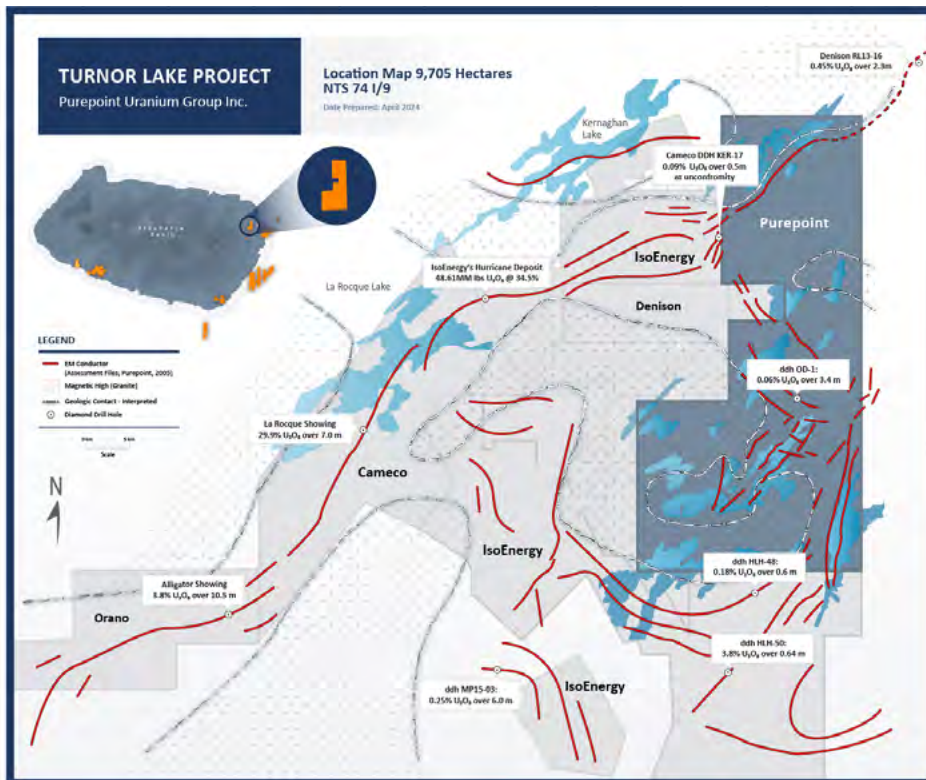 TURNOR LAKE PROJECT
Purepoint Uranium Group Inc.
Location Map 9,705 Hectares
NTS 74 I/9
Date Prepared: April 2024
Denison RL13-16
0.45% U₃O₈ over 2.3m
Kernaghan
Lake
Cameco DDH KER-17
0.09% U₃O₈ over 0.5m
at unconfromity
Purepoint
IsoEnergy
IsoEnergy's Hurricane Deposit
48.61MM lbs U₃O₈ @ 34.5%
La Rocque Lake
Denison
LEGEND
EM Conductor
(Assessment Files, Purepoint, 2005)
Magnetic High (Granite)
Geologic Contact - Interpreted
Diamond Drill Hole
Scale
N
ddh OD-1:
0.06% U₃O₈ over 3.4 m
La Rocque Showing
29.9% U₃O₈ over 7.0 m
Cameco
IsoEnergy
ddh HLH-48:
0.18% U₃O₈ over 0.6 m
Alligator Showing
3.8% U₃O₈ over 10.5 m
Orano
ddh HLH-50:
3.8% U₃O₈ over 0.64 m
ddh MP15-03:
0.25% U₃O₈ over 6.0 m
IsoEnergy